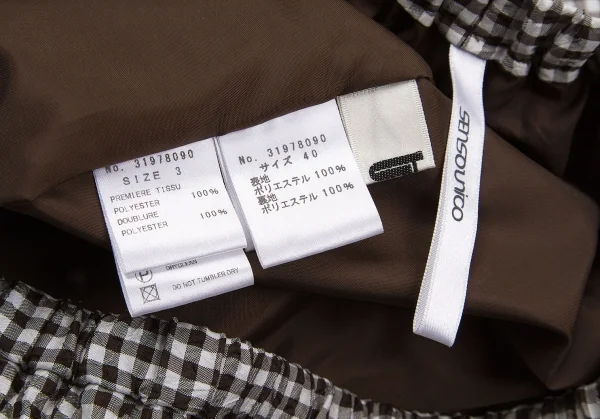 No. 31978090
SIZE 3
PREMIERE TISSU
POLYESTER 100%
DOUBLURE
POLYESTER 100%
DRYCLEAN
DO NOT TUMBLER DRY
No. 31978090
サイズ 40
表地
ポリエステル 100%
裏地
ポリエステル 100%
SENSOUNICO